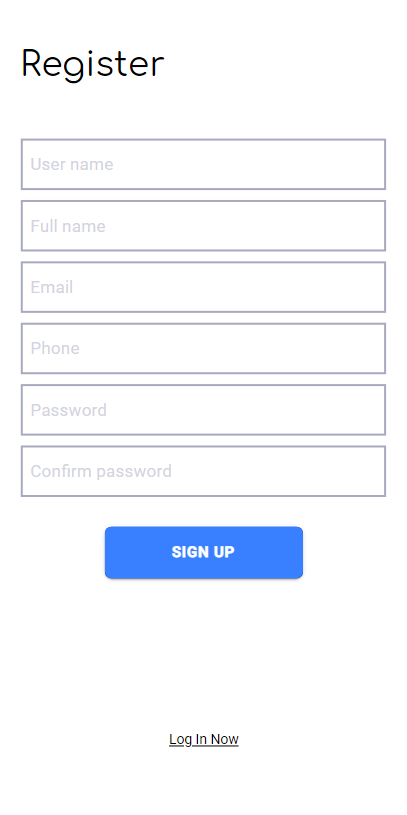 Register
User name
Full name
Email
Phone
Password
Confirm password
SIGN UP
Log In Now